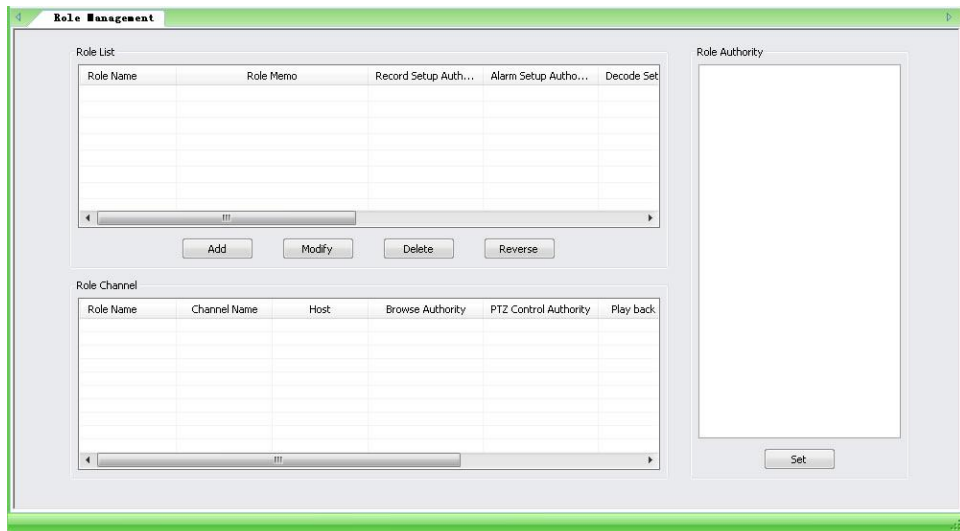 Role Management
Role List
Role Name Role Memo Record Setup Auth... Alarm Setup Autho... Decode Set
Add Modify Delete Reverse
Role Channel
Role Name Channel Name Host Browse Authority PTZ Control Authority Play back
Role Authority
Set